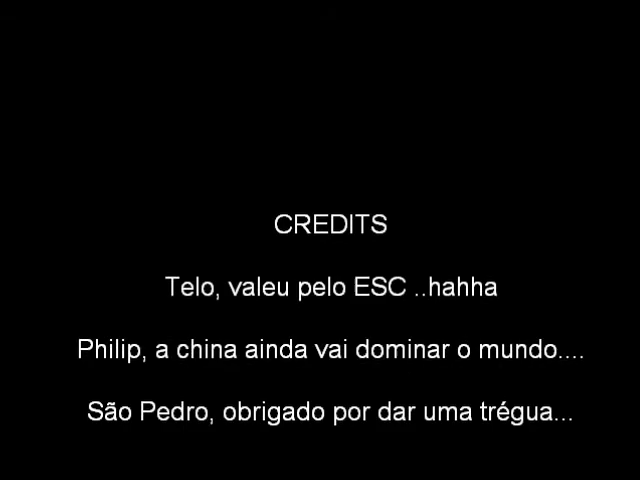 CREDITS
Telo, valeu pelo ESC ..hahha
Philip, a china ainda vai dominar o mundo....
São Pedro, obrigado por dar uma trégua...